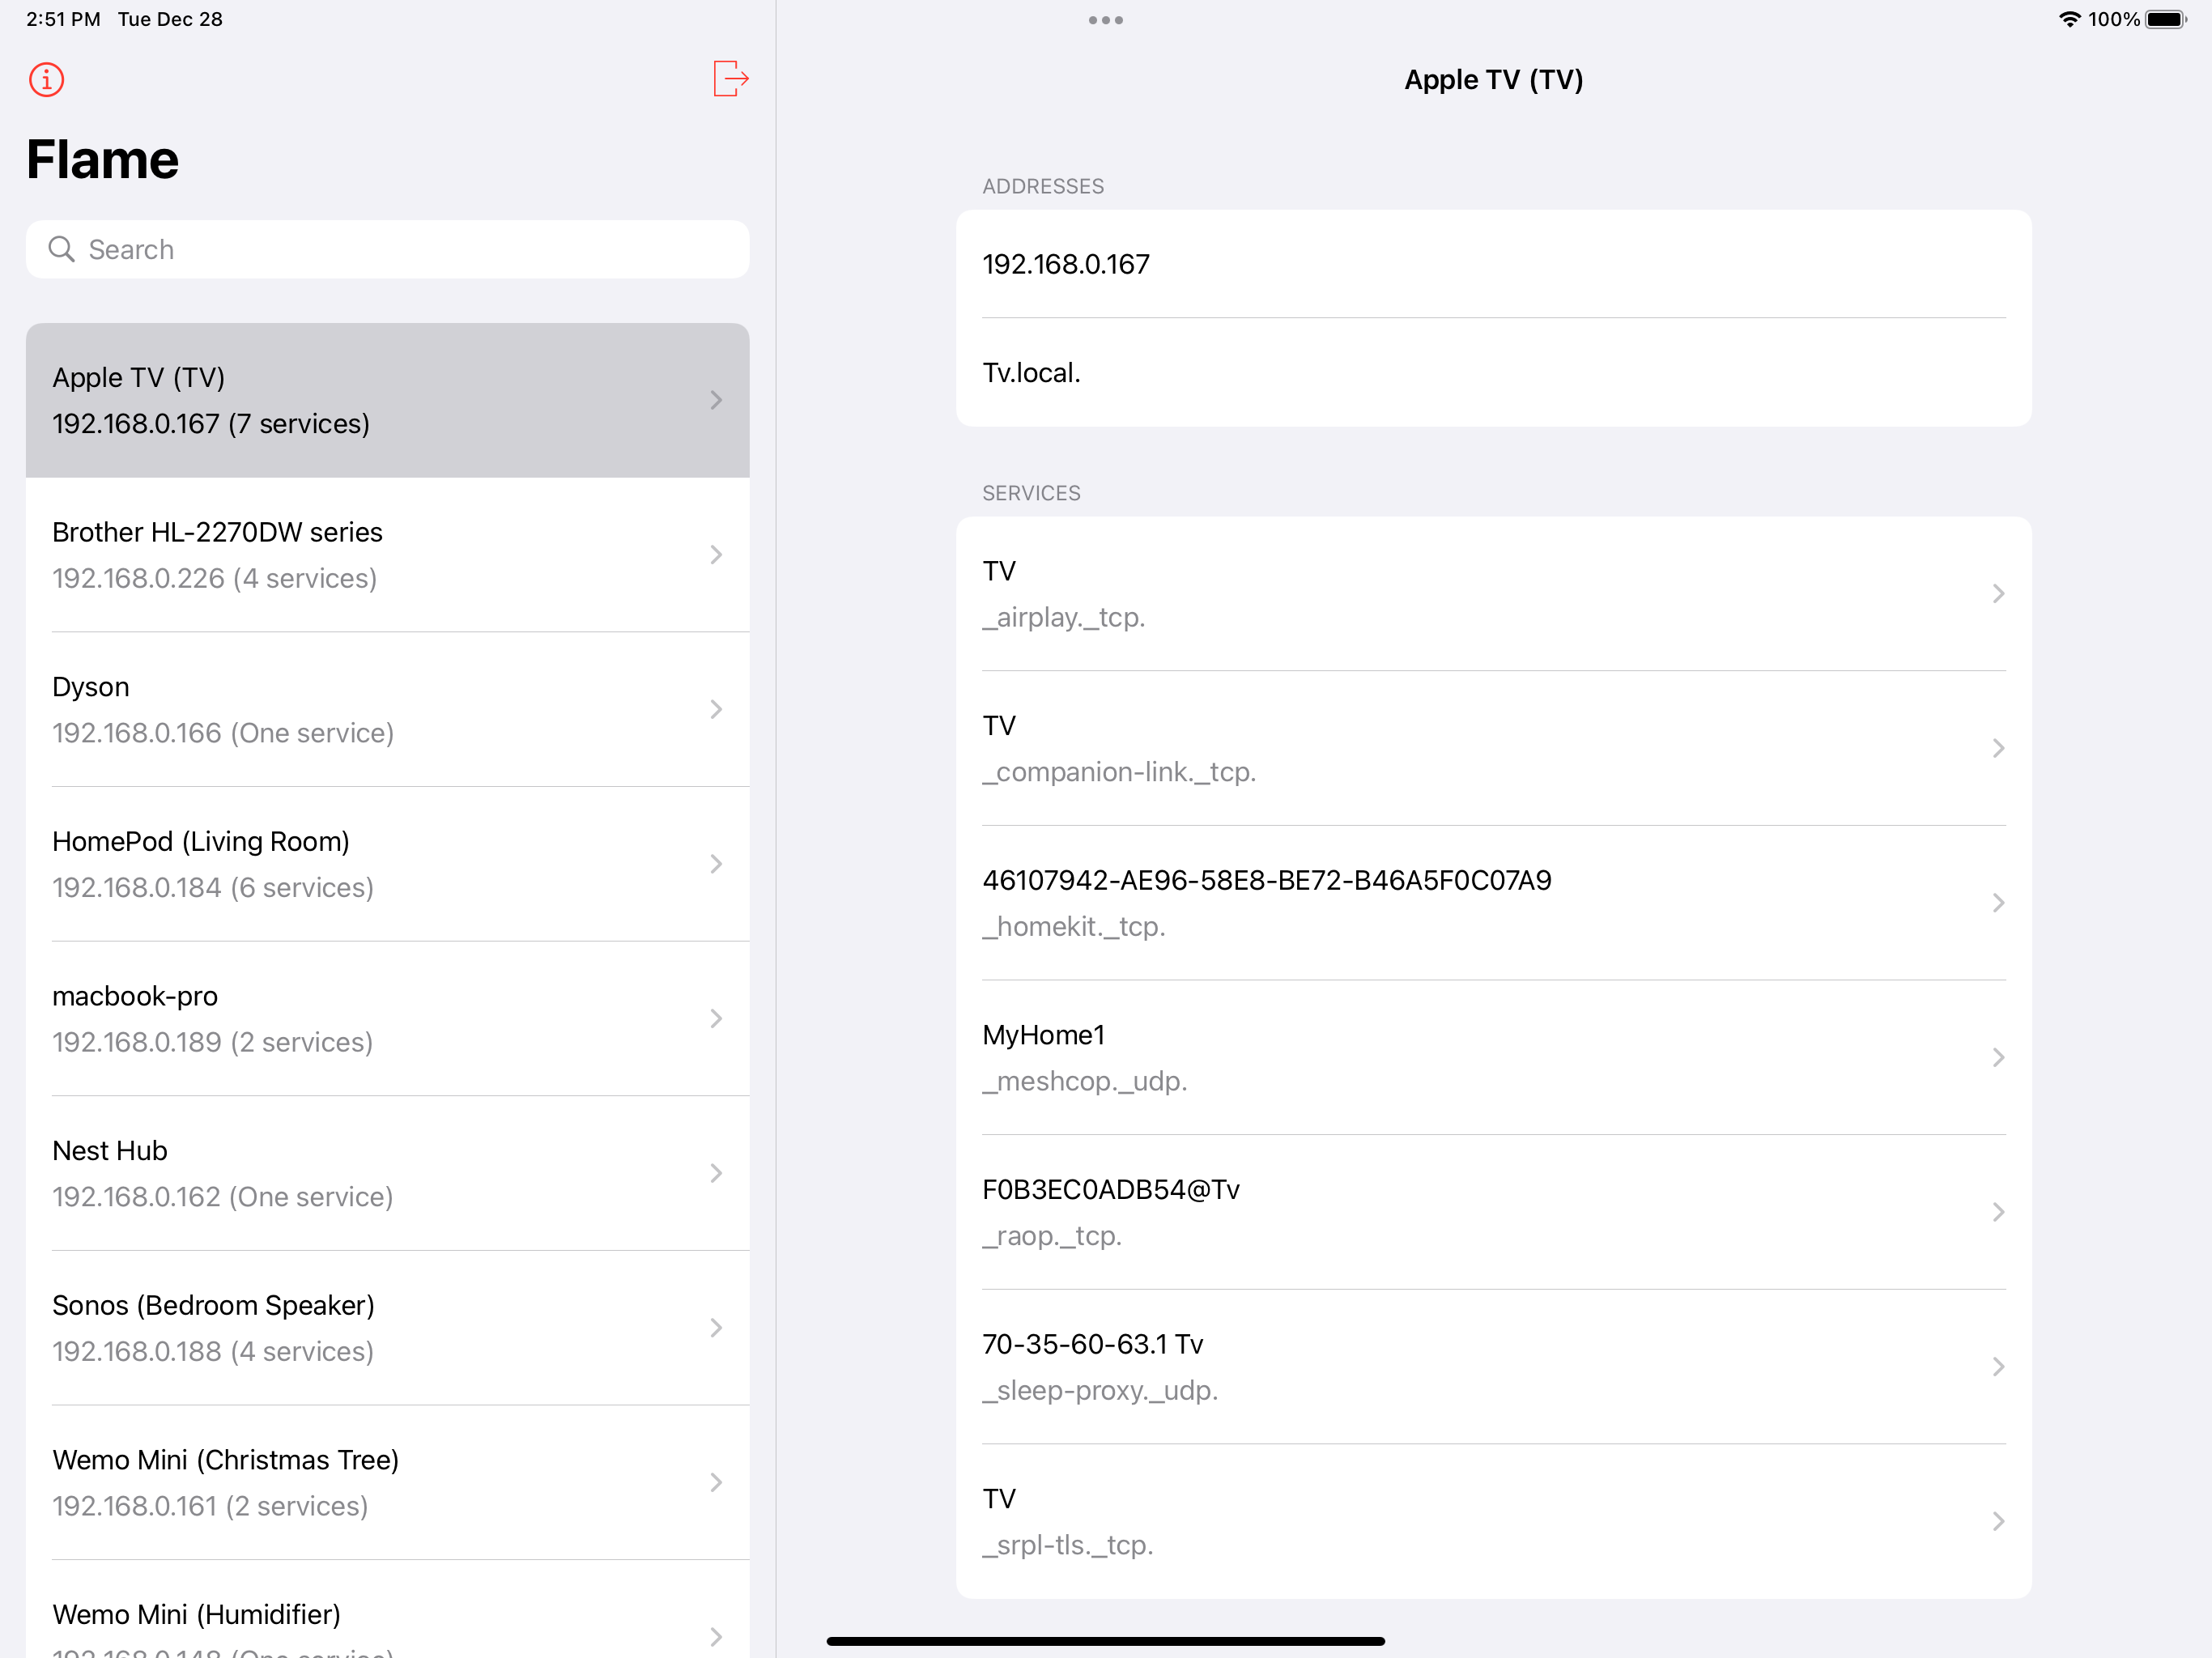 2:51 PM Tue Dec 28
100%
Flame
Search
Apple TV (TV)
192.168.0.167 (7 services)
Brother HL-2270DW series
192.168.0.226 (4 services)
Dyson
192.168.0.166 (One service)
HomePod (Living Room)
192.168.0.184 (6 services)
macbook-pro
192.168.0.189 (2 services)
Nest Hub
192.168.0.162 (One service)
Sonos (Bedroom Speaker)
192.168.0.188 (4 services)
Wemo Mini (Christmas Tree)
192.168.0.161 (2 services)
Wemo Mini (Humidifier)
192.168.0.148 (One service)
Apple TV (TV)
ADDRESSES
192.168.0.167
Tv.local.
SERVICES
TV
_airplay._tcp.
TV
_companion-link._tcp.
46107942-AE96-58E8-BE72-B46A5F0C07A9
_homekit._tcp.
MyHome1
_meshcop._udp.
F0B3EC0ADB54@Tv
_raop._tcp.
70-35-60-63.1 Tv
_sleep-proxy._udp.
TV
_srpl-tls._tcp.